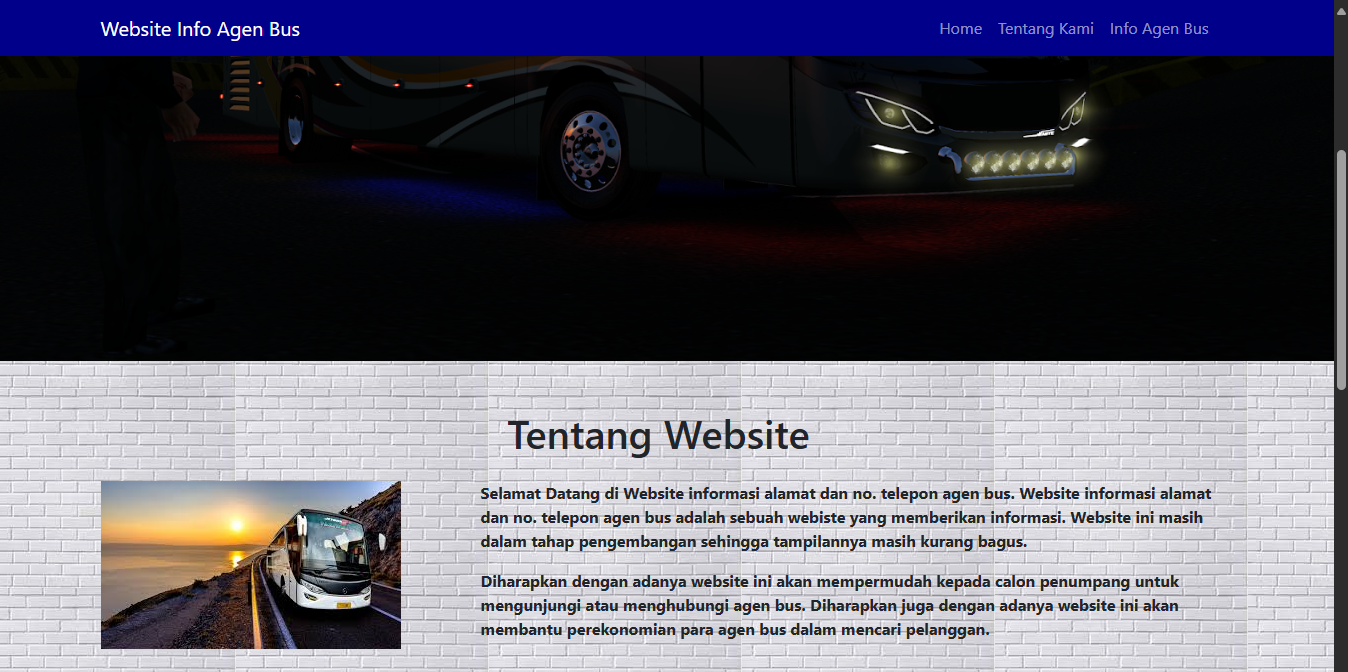 Website Info Agen Bus
Home Tentang Kami Info Agen Bus
Tentang Website
Selamat Datang di Website informasi alamat dan no. telepon agen bus. Website informasi alamat
dan no. telepon agen bus adalah sebuah webiste yang memberikan informasi. Website ini masih
dalam tahap pengembangan sehingga tampilannya masih kurang bagus.
Diharapkan dengan adanya website ini akan mempermudah kepada calon penumpang untuk
mengunjungi atau menghubungi agen bus. Diharapkan juga dengan adanya website ini akan
membantu perekonomian para agen bus dalam mencari pelanggan.